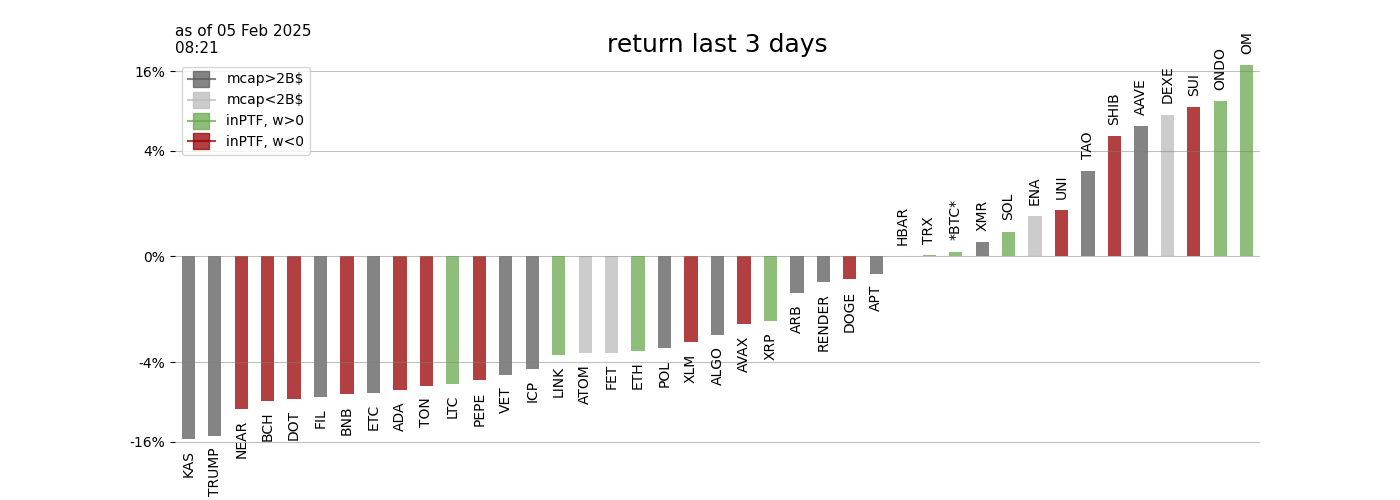 as of 05 Feb 2025
08:21
return last 3 days
mcap>2B$
mcap<2B$
inPTF, w>0
inPTF, w<0
16%
4%
0%
-4%
-16%
KAS
TRUMP
NEAR
BCH
DOT
FIL
BNB
ETC
ADA
TON
LTC
PEPE
VET
ICP
LINK
ATOM
FET
ETH
POL
XLM
ALGO
AVAX
XRP
ARB
RENDER
DOGE
APT
HBAR
TRX
*BTC*
XMR
SOL
ENA
UNI
TAO
SHIB
AAVE
DEXE
SUI
ONDO
OM